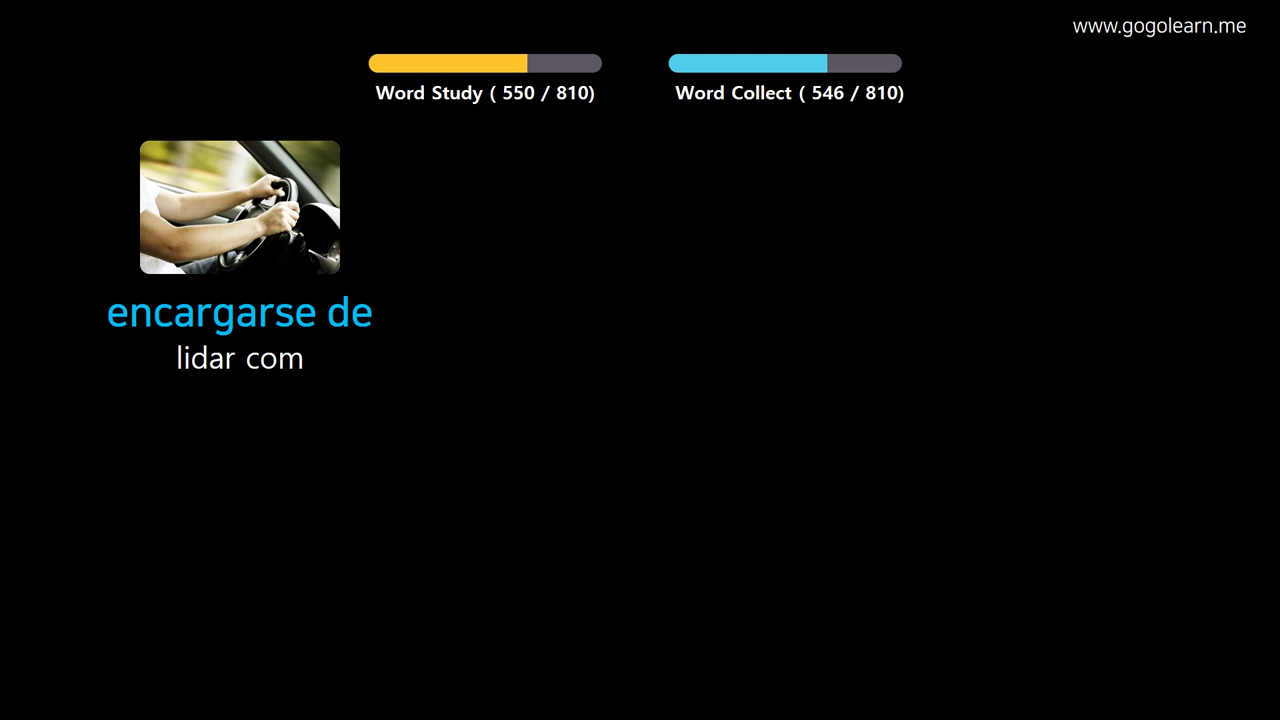 www.gogolearn.me
Word Study ( 550 / 810)
Word Collect ( 546 / 810)
encargarse de
lidar com